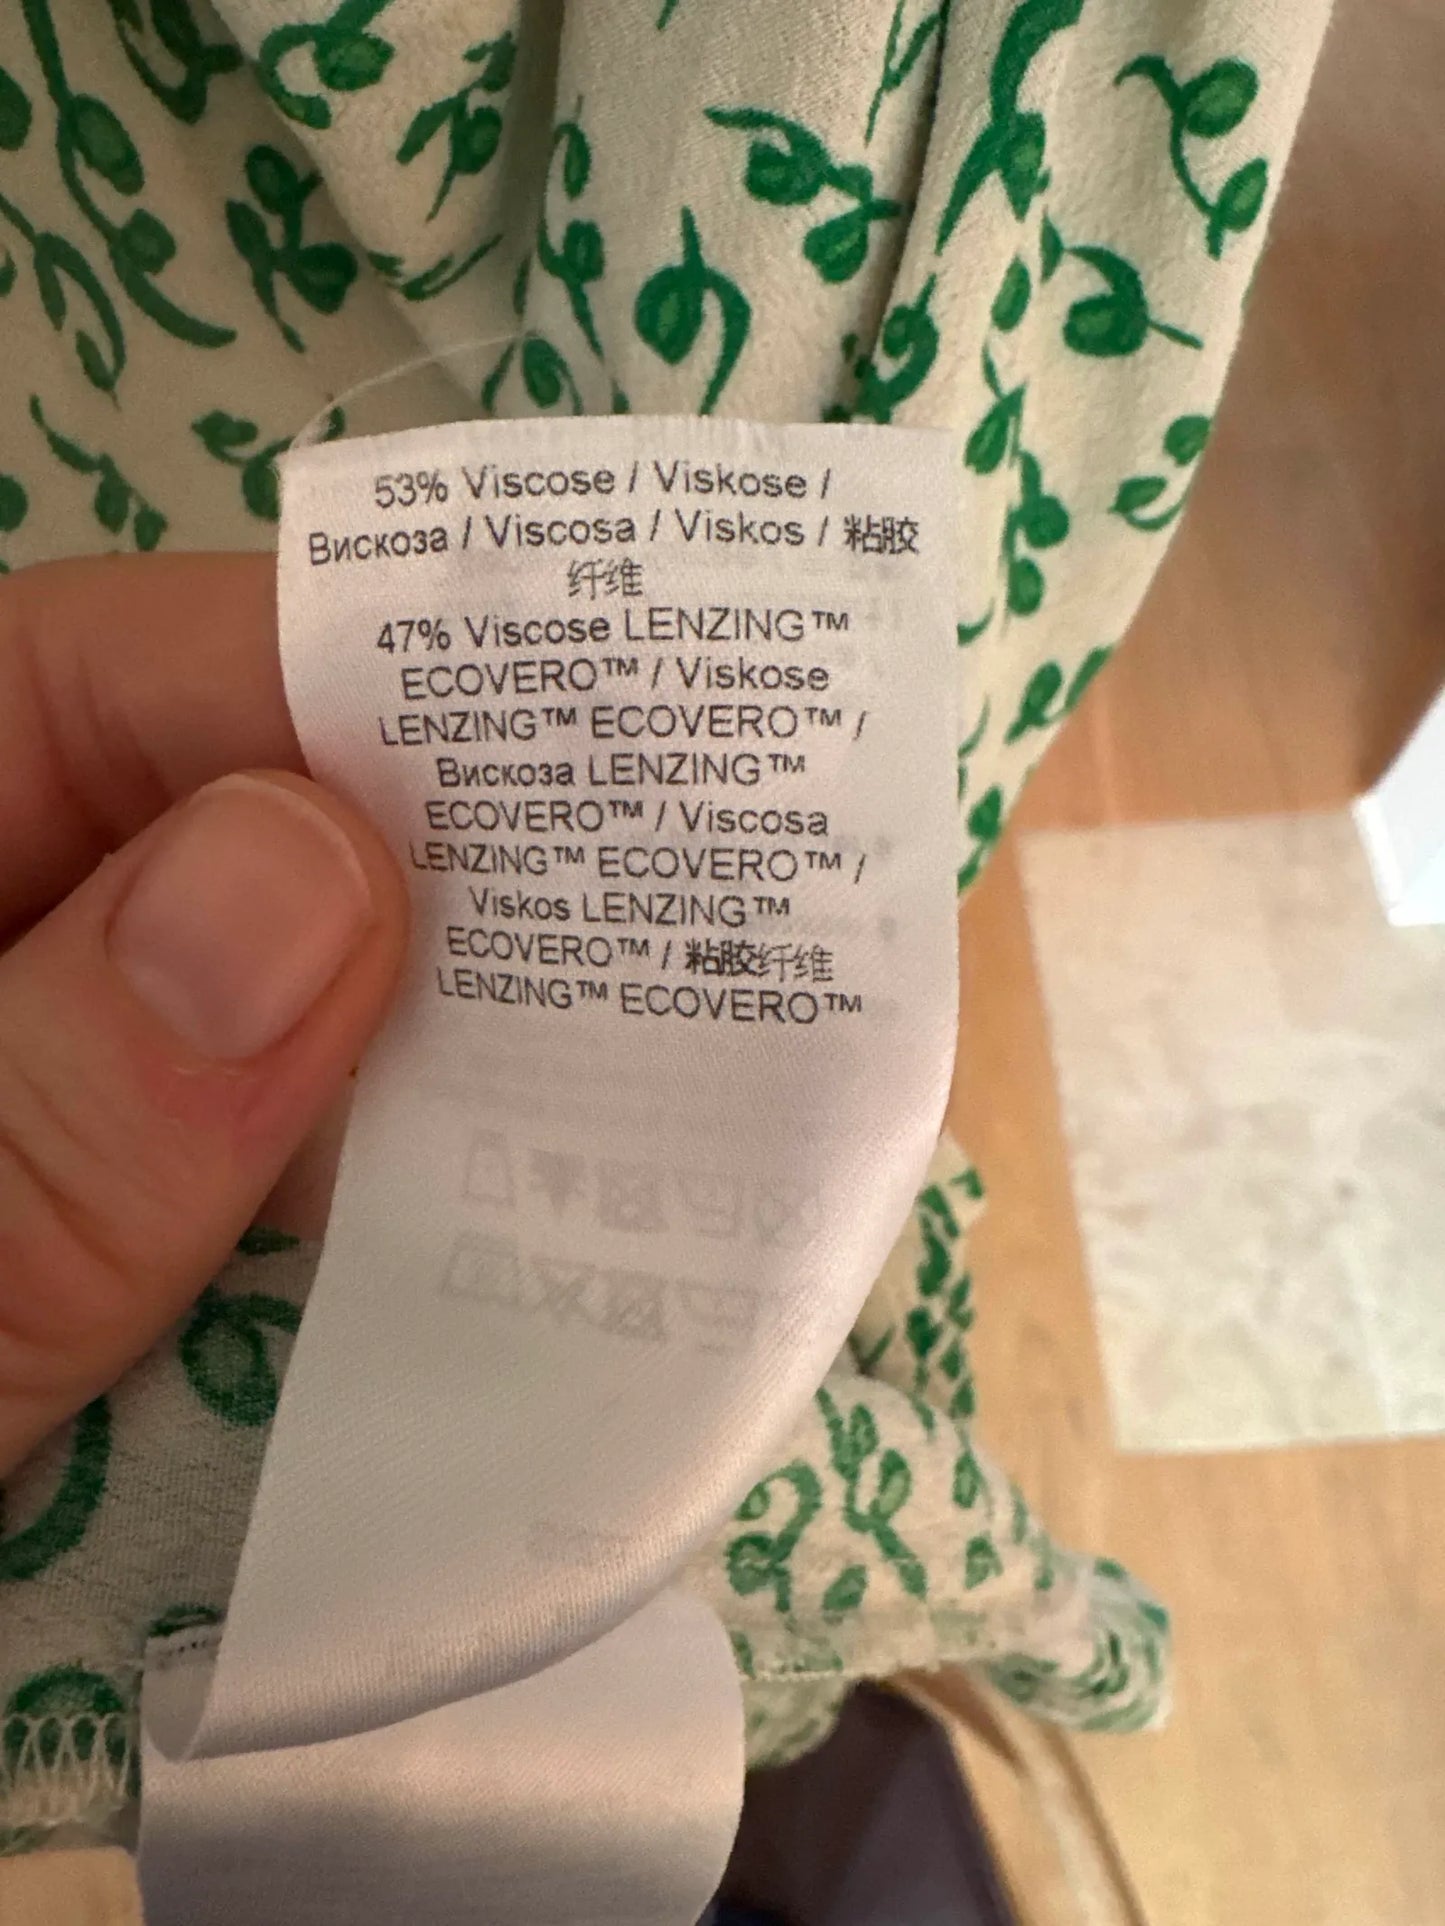 53% Viscose / Viskose /
Вискоза / Viscosa / Viskos / 粘胶
纤维
47% Viscose LENZING™
ECOVERO™ / Viskose
LENZING™ ECOVERO™ /
Вискоза LENZING™
ECOVERO™ / Viscosa
LENZING™ ECOVERO™ /
Viskos LENZING™
ECOVERO™ / 粘胶纤维
LENZING™ ECOVERO™